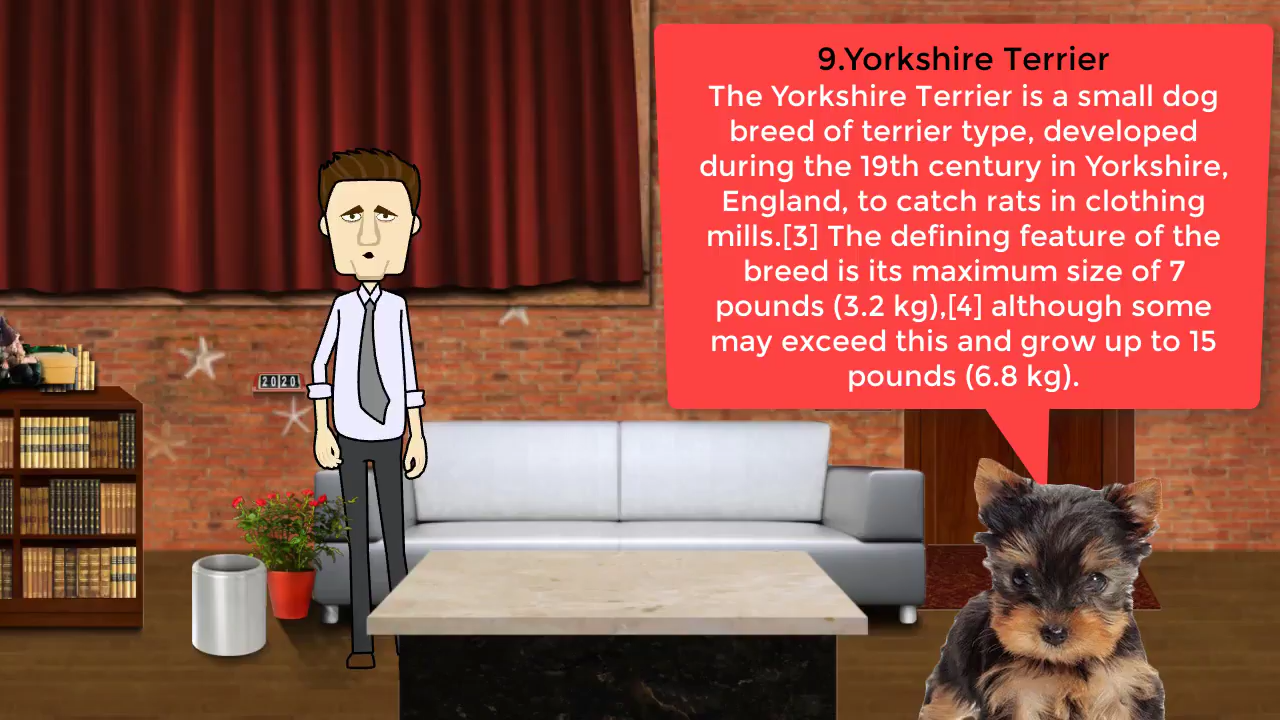 9.Yorkshire Terrier
The Yorkshire Terrier is a small dog
breed of terrier type, developed
during the 19th century in Yorkshire,
England, to catch rats in clothing
mills.[3] The defining feature of the
breed is its maximum size of 7
pounds (3.2 kg),[4] although some
may exceed this and grow up to 15
pounds (6.8 kg).
20 20